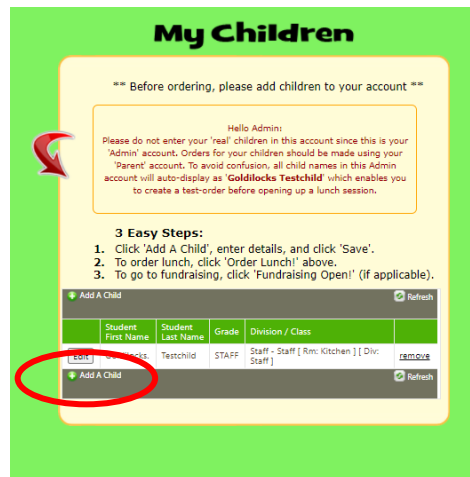 My Children
** Before ordering, please add children to your account **
Hello Admin:
Please do not enter your 'real' children in this account since this is your
'Admin' account. Orders for your children should be made using your
'Parent' account. To avoid confusion, all child names in this Admin
account will auto-display as 'Goldilocks Testchild' which enables you
to create a test-order before opening up a lunch session.
3 Easy Steps:
1. Click 'Add A Child', enter details, and click 'Save'.
2. To order lunch, click 'Order Lunch!' above.
3. To go to fundraising, click 'Fundraising Open!' (if applicable).
Add A Child Refresh
Student First Name Student Last Name Grade Division / Class
Edit Testchild STAFF Staff - Staff [ Rm: Kitchen ] [ Div: Staff ] remove
Add A Child Refresh